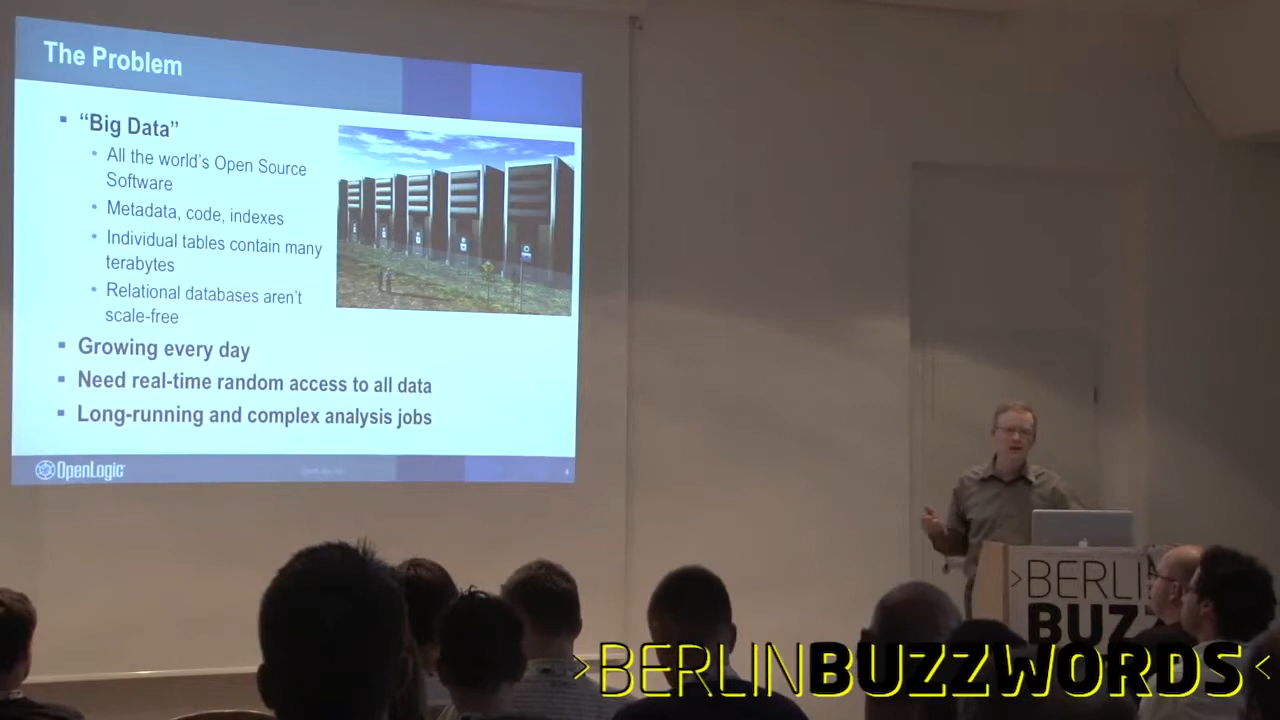 The Problem
“Big Data”
All the world’s Open Source
Software
Metadata, code, indexes
Individual tables contain many
terabytes
Relational databases aren’t
scale-free
Growing every day
Need real-time random access to all data
Long-running and complex analysis jobs
OpenLogic
>BERLIN
BUZZ
>BERLINBUZZWORDS<